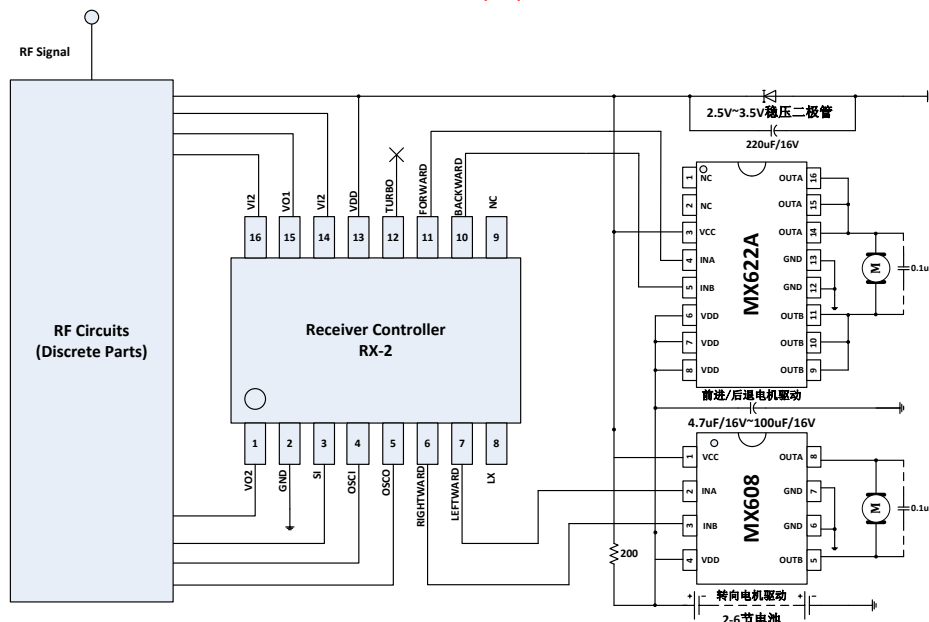 RF Signal
RF Circuits
(Discrete Parts)
2.5V~3.5V稳压二极管
220uF/16V
VI2
VO1
VI2
VDD
TURBO
FORWARD
BACKWARD
NC
16
15
14
13
12
11
10
9
Receiver Controller
RX-2
1
2
3
4
5
6
7
8
VO2
GND
SI
OSCI
OSCO
RIGHTWARD
LEFTWARD
LX
MX622A
1 NC
2 NC
3 VCC
4 INA
5 INB
6 VDD
7 VDD
8 VDD
OUTA 16
OUTA 15
OUTA 14
GND 13
GND 12
OUTB 11
OUTB 10
OUTB 9
M
0.1u
前进/后退电机驱动
4.7uF/16V~100uF/16V
MX608
1 VCC
2 INA
3 INB
4 VDD
OUTA 8
GND 7
GND 6
OUTB 5
M
0.1u
200
转向电机驱动
+ - + -
2-6节电池